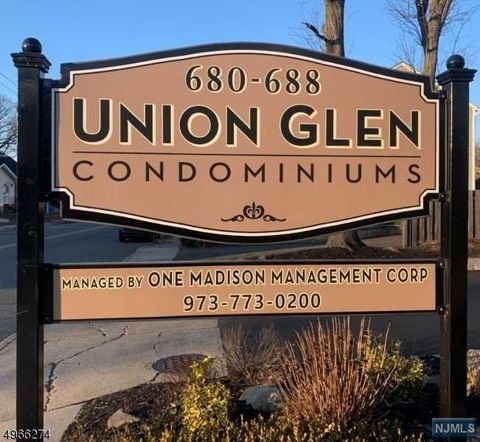 680-688
UNION GLEN
CONDOMINIUMS
MANAGED BY ONE MADISON MANAGEMENT CORP
973-773-0200
4966274
NJMLS